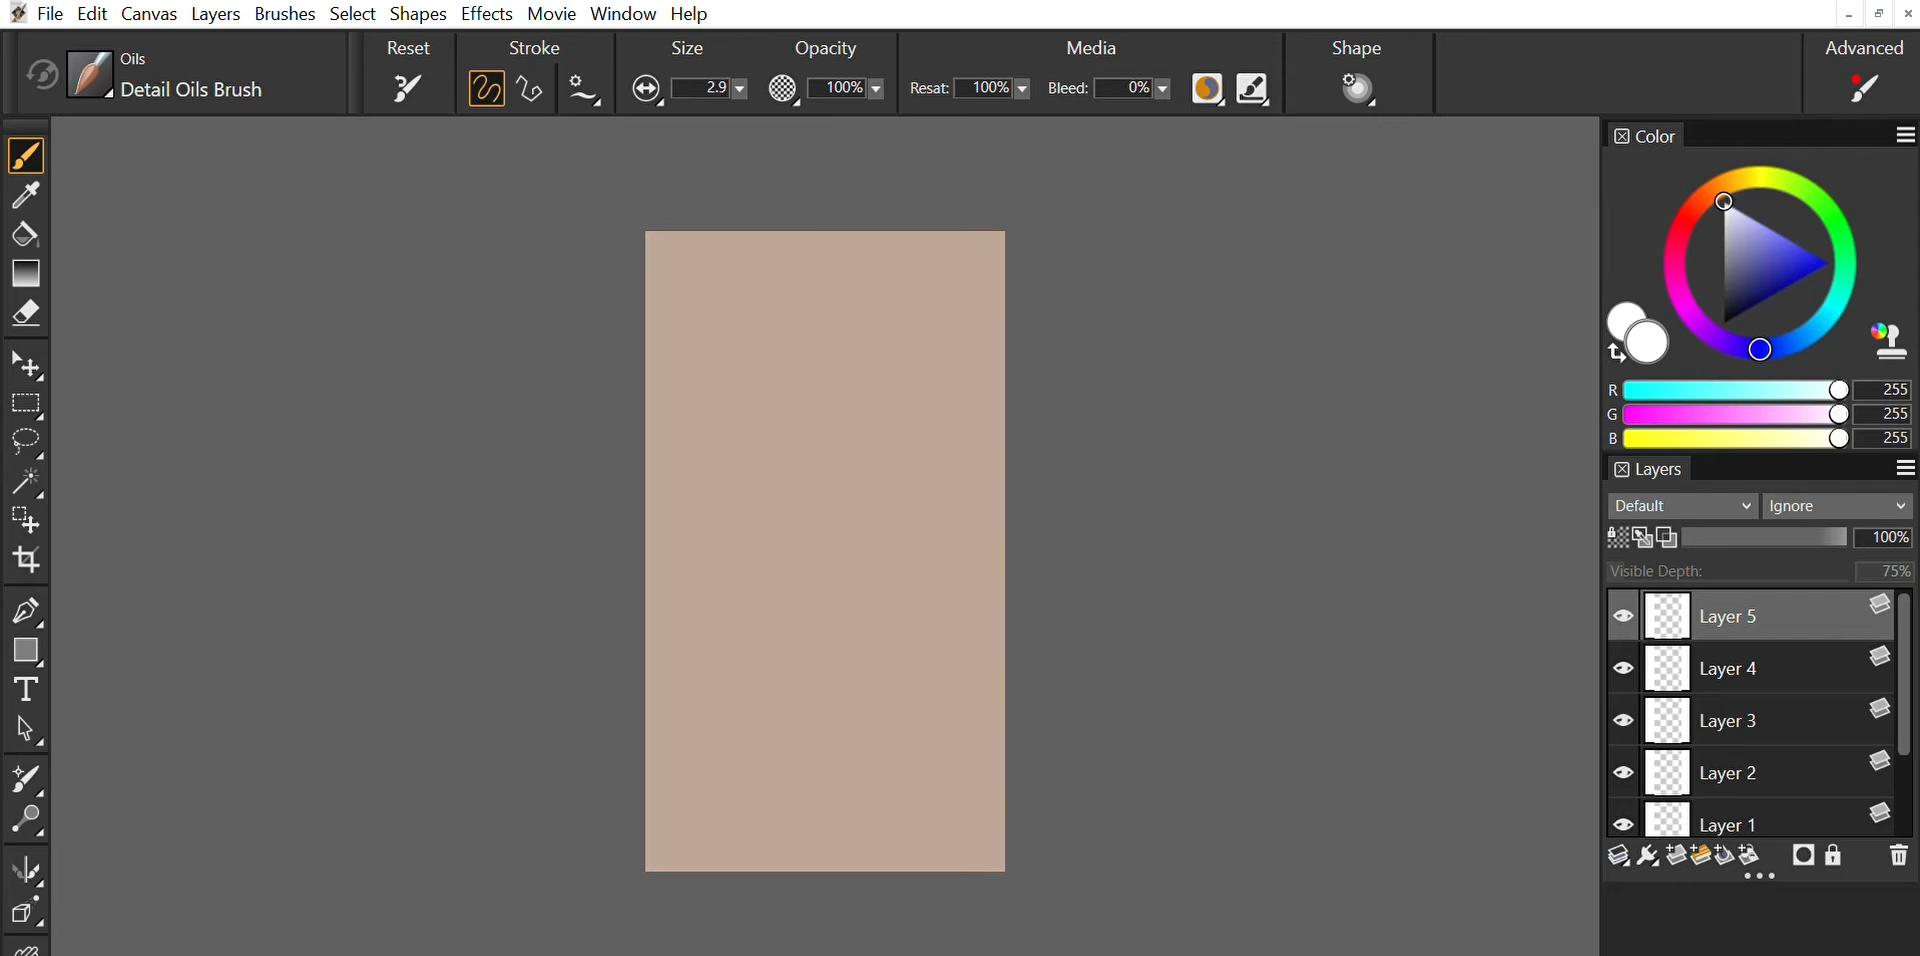 File Edit Canvas Layers Brushes Select Shapes Effects Movie Window Help
Oils
Detail Oils Brush
Reset Stroke Size Opacity Media Shape Advanced
2.9 100% Resat: 100% Bleed: 0%
Color
R 255
G 255
B 255
Layers
Default Ignore
100%
Visible Depth: 75%
Layer 5
Layer 4
Layer 3
Layer 2
Layer 1